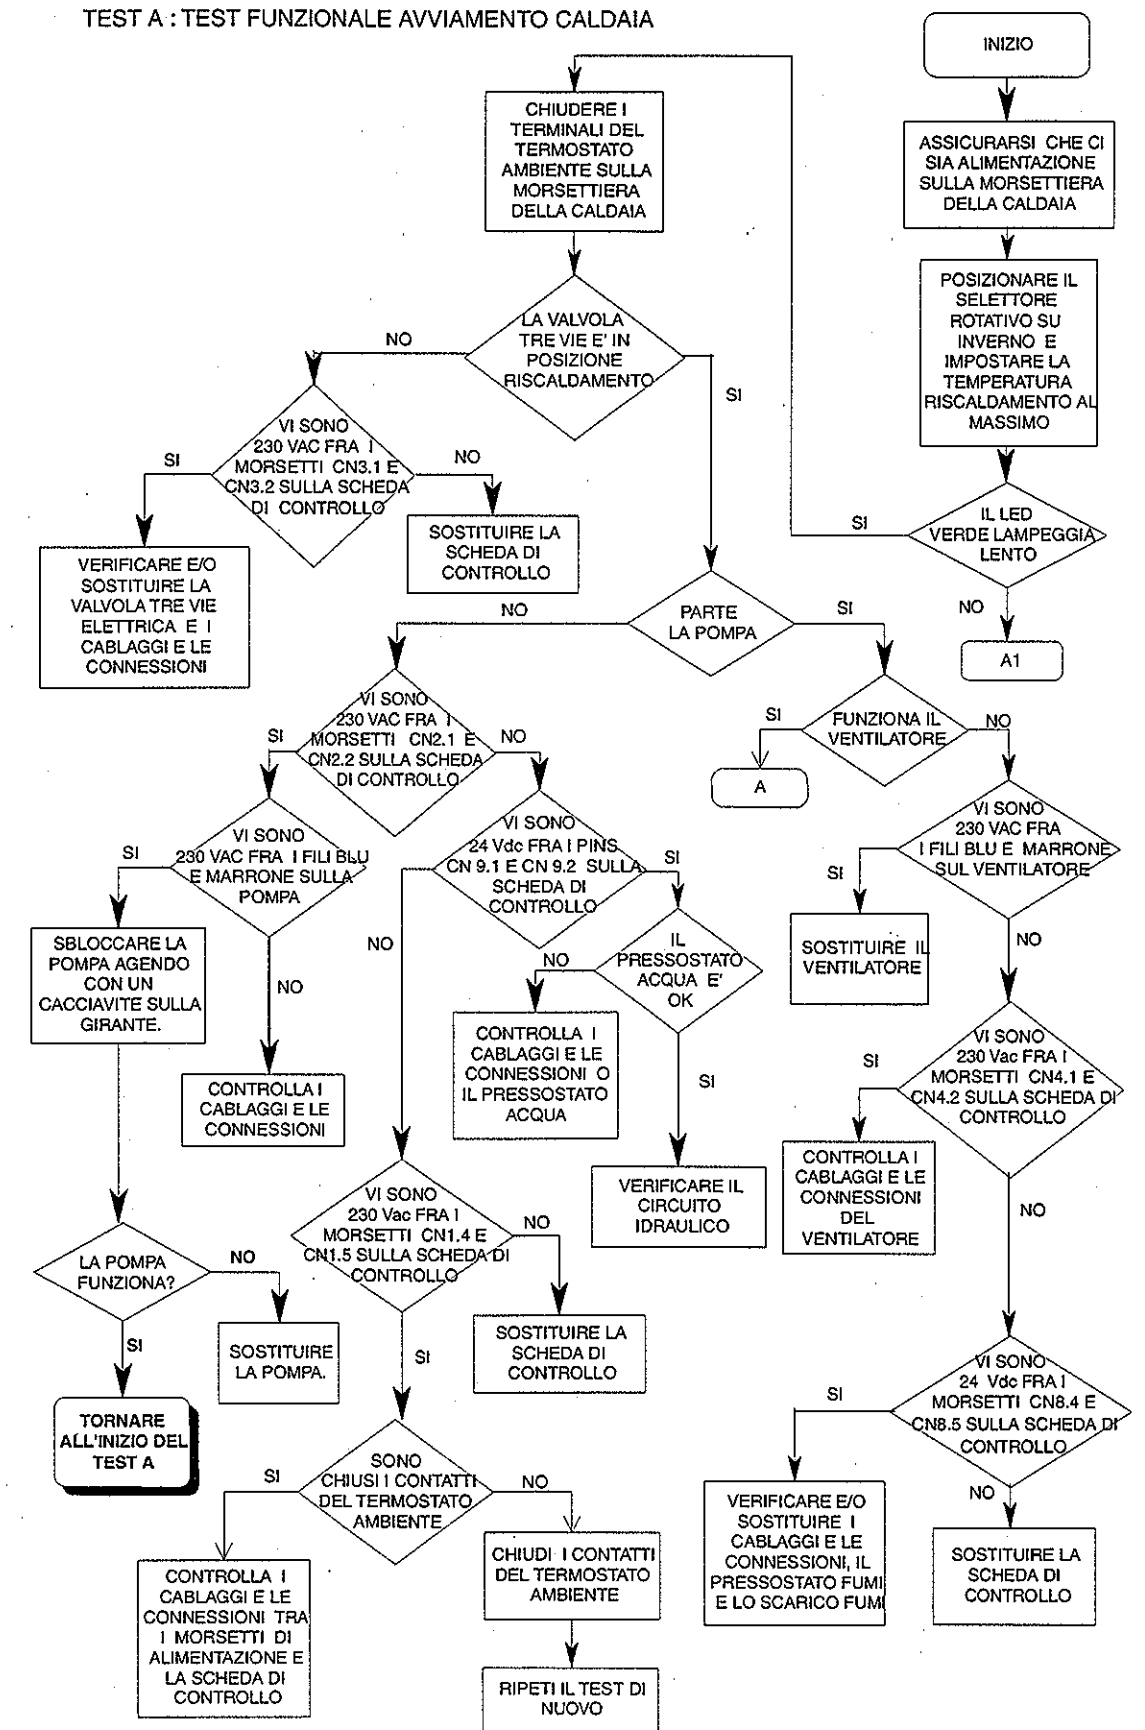 TEST A : TEST FUNZIONALE AVVIAMENTO CALDAIA
INIZIO
ASSICURARSI CHE CI
SIA ALIMENTAZIONE
SULLA MORSETTIERA
DELLA CALDAIA
POSIZIONARE IL
SELETTORE
ROTATIVO SU
INVERNO E
IMPOSTARE LA
TEMPERATURA
RISCALDAMENTO AL
MASSIMO
IL LED
VERDE LAMPEGGIA
LENTO
SI
NO
A1
CHIUDERE I
TERMINALI DEL
TERMOSTATO
AMBIENTE SULLA
MORSETTIERA
DELLA CALDAIA
LA VALVOLA
TRE VIE E' IN
POSIZIONE
RISCALDAMENTO
NO
SI
VI SONO
230 VAC FRA I
MORSETTI CN3.1 E
CN3.2 SULLA SCHEDA
DI CONTROLLO
SI
NO
VERIFICARE E/O
SOSTITUIRE LA
VALVOLA TRE VIE
ELETTRICA E I
CABLAGGI E LE
CONNESSIONI
SOSTITUIRE LA
SCHEDA DI
CONTROLLO
PARTE
LA POMPA
NO
SI
VI SONO
230 VAC FRA I
MORSETTI CN2.1 E
CN2.2 SULLA SCHEDA
DI CONTROLLO
SI
NO
FUNZIONA IL
VENTILATORE
SI
NO
A
VI SONO
230 VAC FRA I FILI BLU
E MARRONE SULLA
POMPA
SI
NO
VI SONO
24 Vdc FRA I PINS
CN 9.1 E CN 9.2 SULLA
SCHEDA DI
CONTROLLO
SI
NO
VI SONO
230 VAC FRA
I FILI BLU E MARRONE
SUL VENTILATORE
SI
NO
SBLOCCARE LA
POMPA AGENDO
CON UN
CACCIAVITE SULLA
GIRANTE.
CONTROLLA I
CABLAGGI E LE
CONNESSIONI
IL
PRESSOSTATO
ACQUA E'
OK
NO
SI
SOSTITUIRE IL
VENTILATORE
CONTROLLA I
CABLAGGI E LE
CONNESSIONI O
IL PRESSOSTATO
ACQUA
VERIFICARE IL
CIRCUITO
IDRAULICO
VI SONO
230 Vac FRA I
MORSETTI CN4.1 E
CN4.2 SULLA SCHEDA DI
CONTROLLO
SI
NO
CONTROLLA I
CABLAGGI E LE
CONNESSIONI
DEL
VENTILATORE
VI SONO
230 Vac FRA I
MORSETTI CN1.4 E
CN1.5 SULLA SCHEDA DI
CONTROLLO
NO
SI
SOSTITUIRE LA
SCHEDA DI
CONTROLLO
LA POMPA
FUNZIONA?
NO
SI
SOSTITUIRE
LA POMPA.
TORNARE
ALL'INIZIO DEL
TEST A
VI SONO
24 Vdc FRA I
MORSETTI CN8.4 E
CN8.5 SULLA SCHEDA DI
CONTROLLO
SI
NO
SONO
CHIUSI I CONTATTI
DEL TERMOSTATO
AMBIENTE
SI
NO
CONTROLLA I
CABLAGGI E LE
CONNESSIONI TRA
I MORSETTI DI
ALIMENTAZIONE E
LA SCHEDA DI
CONTROLLO
CHIUDI I CONTATTI
DEL TERMOSTATO
AMBIENTE
RIPETI IL TEST DI
NUOVO
VERIFICARE E/O
SOSTITUIRE I
CABLAGGI E LE
CONNESSIONI, IL
PRESSOSTATO FUMI
E LO SCARICO FUMI
SOSTITUIRE LA
SCHEDA DI
CONTROLLO